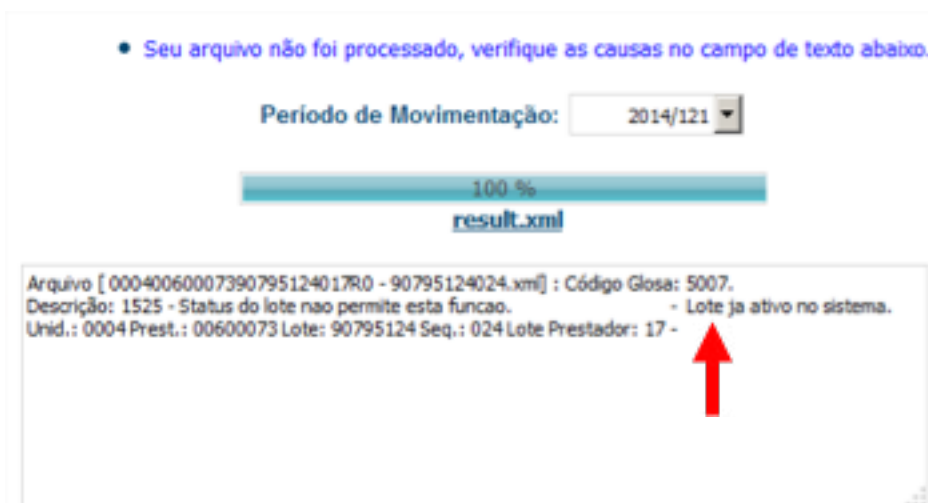 Seu arquivo não foi processado, verifique as causas no campo de texto abaixo.
Período de Movimentação: 2014/121
100 %
result.xml
Arquivo [ 00040060007390795124017R0 - 90795124024.xml] : Código Glosa: 5007.
Descrição: 1525 - Status do lote nao permite esta funcao. - Lote ja ativo no sistema.
Unid.: 0004 Prest.: 00600073 Lote: 90795124 Seq.: 024 Lote Prestador: 17 -